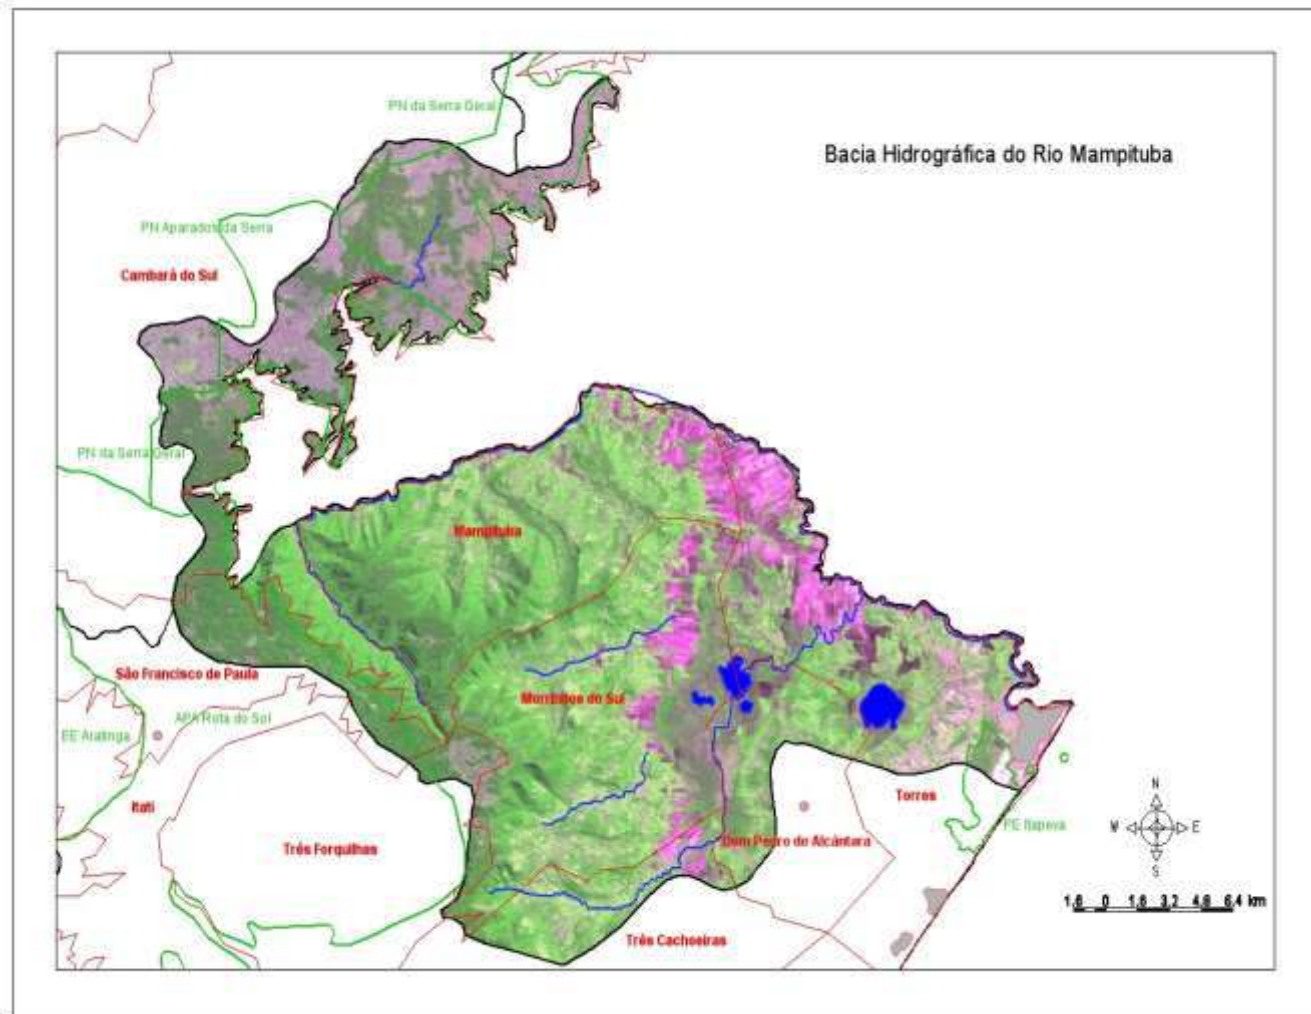 PN da Serra Geral
Bacia Hidrográfica do Rio Mampituba
PN Aparados da Serra
Cambará do Sul
PN da Serra Geral
Mampituba
São Francisco de Paula
Morrinhos do Sul
APA Rota do Sol
EE Aratinga
Itati
Torres
PE Itapeva
Três Forquilhas
Dom Pedro de Alcântara
Três Cachoeiras
N
W E
S
1,6 0 1,6 3,2 4,8 6,4 km